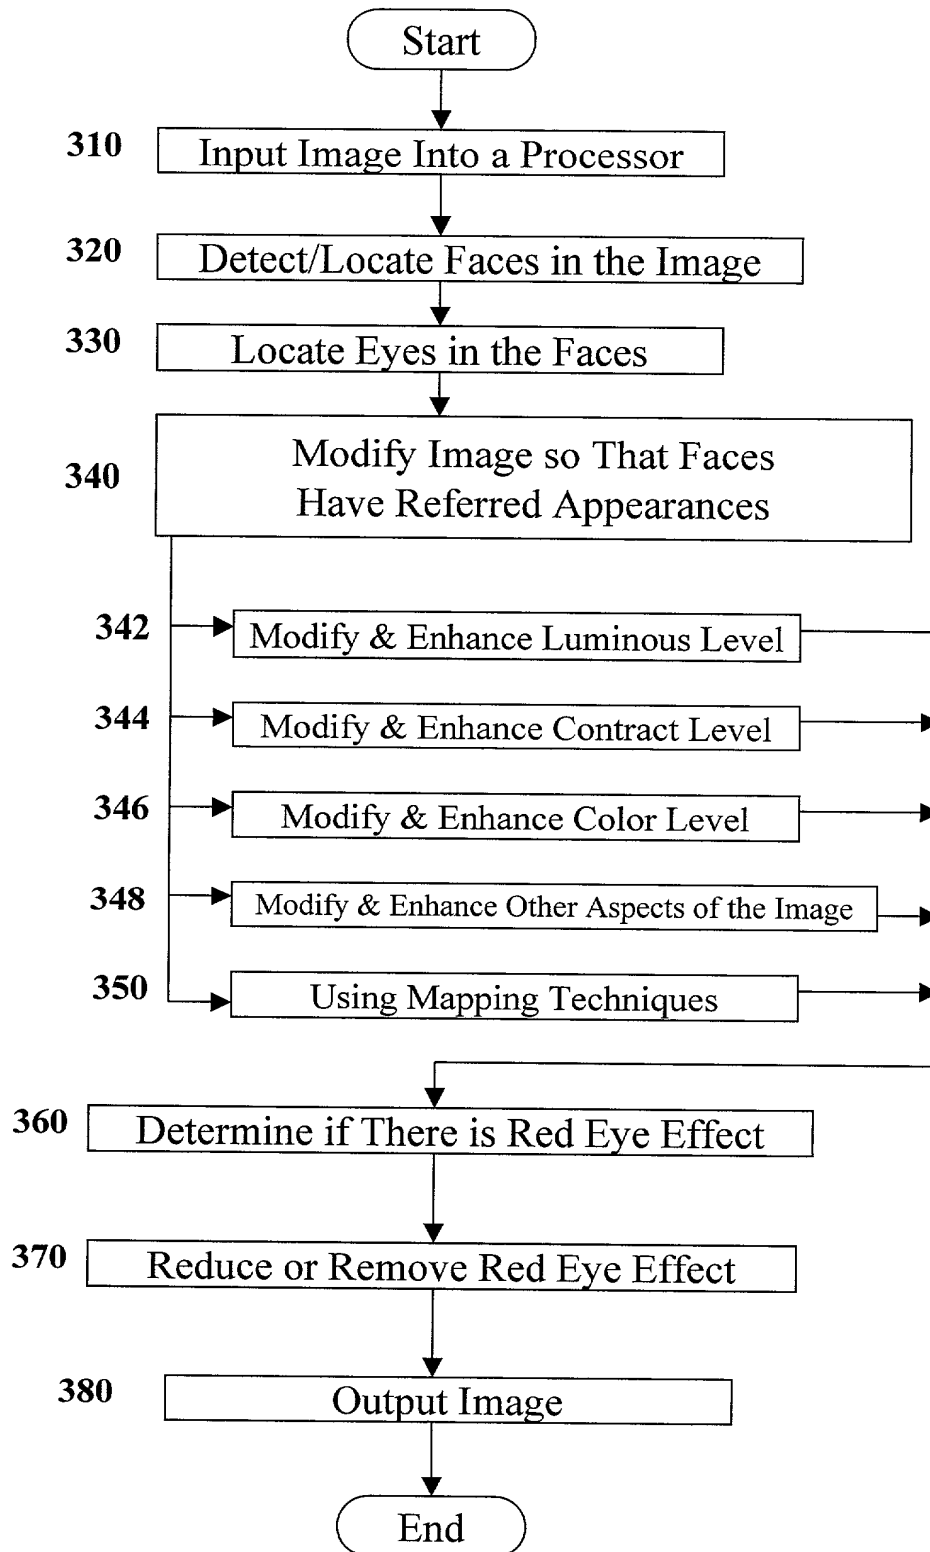 Start
310
Input Image Into a Processor
320
Detect/Locate Faces in the Image
330
Locate Eyes in the Faces
340
Modify Image so That Faces
Have Referred Appearances
342
Modify & Enhance Luminous Level
344
Modify & Enhance Contract Level
346
Modify & Enhance Color Level
348
Modify & Enhance Other Aspects of the Image
350
Using Mapping Techniques
360
Determine if There is Red Eye Effect
370
Reduce or Remove Red Eye Effect
380
Output Image
End